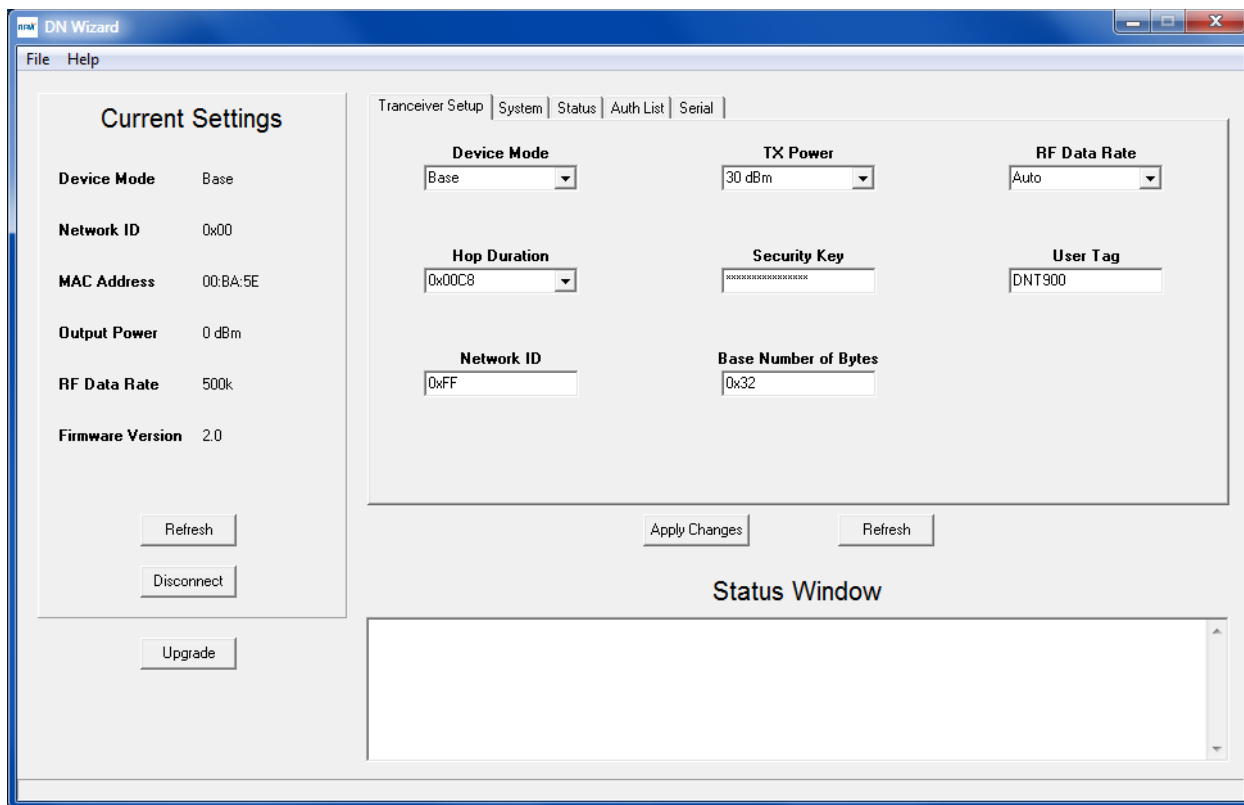 RFM DN Wizard
File Help
Current Settings
Device Mode Base
Network ID 0x00
MAC Address 00:BA:5E
Output Power 0 dBm
RF Data Rate 500k
Firmware Version 2.0
Refresh
Disconnect
Upgrade
Tranceiver Setup System Status Auth List Serial
Device Mode TX Power RF Data Rate
Base 30 dBm Auto
Hop Duration Security Key User Tag
0x00C8 **************** DNT900
Network ID Base Number of Bytes
0xFF 0x32
Apply Changes Refresh
Status Window